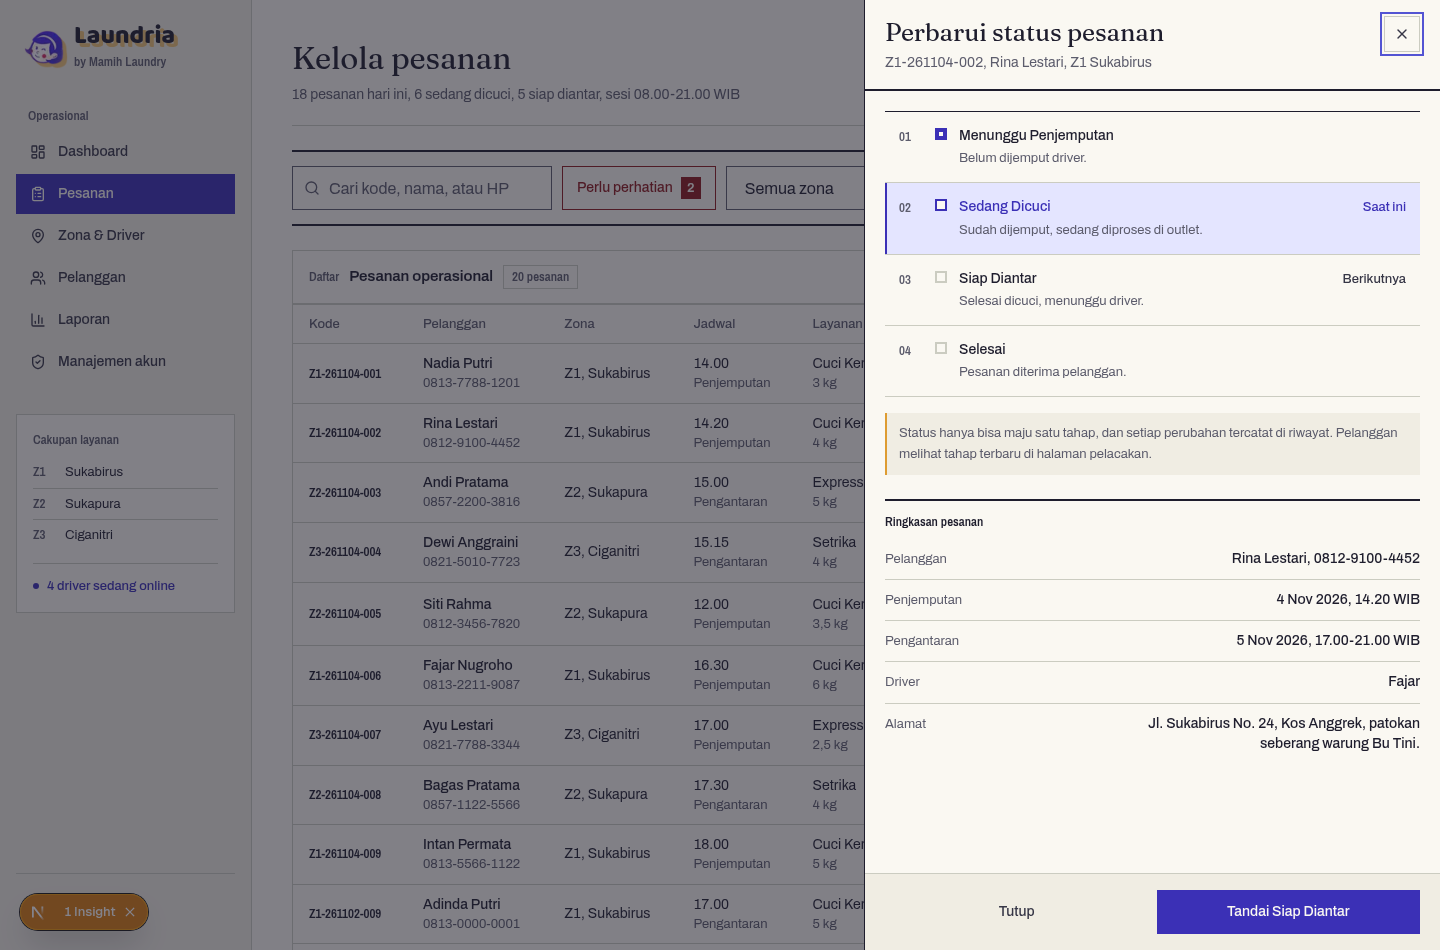 Laundria
by Mamih Laundry
Operasional
Dashboard
Pesanan
Zona & Driver
Pelanggan
Laporan
Manajemen akun
Cakupan layanan
Z1 Sukabirus
Z2 Sukapura
Z3 Ciganitri
4 driver sedang online
1 Insight
Kelola pesanan
18 pesanan hari ini, 6 sedang dicuci, 5 siap diantar, sesi 08.00-21.00 WIB
Cari kode, nama, atau HP
Perlu perhatian 2
Semua zona
Daftar Pesanan operasional 20 pesanan
Kode Pelanggan Zona Jadwal Layanan
Z1-261104-001 Nadia Putri 0813-7788-1201 Z1, Sukabirus 14.00 Penjemputan Cuci Ker 3 kg
Z1-261104-002 Rina Lestari 0812-9100-4452 Z1, Sukabirus 14.20 Penjemputan Cuci Ker 4 kg
Z2-261104-003 Andi Pratama 0857-2200-3816 Z2, Sukapura 15.00 Pengantaran Express 5 kg
Z3-261104-004 Dewi Anggraini 0821-5010-7723 Z3, Ciganitri 15.15 Pengantaran Setrika 4 kg
Z2-261104-005 Siti Rahma 0812-3456-7820 Z2, Sukapura 12.00 Penjemputan Cuci Ker 3,5 kg
Z1-261104-006 Fajar Nugroho 0813-2211-9087 Z1, Sukabirus 16.30 Penjemputan Cuci Ker 6 kg
Z3-261104-007 Ayu Lestari 0821-7788-3344 Z3, Ciganitri 17.00 Penjemputan Express 2,5 kg
Z2-261104-008 Bagas Pratama 0857-1122-5566 Z2, Sukapura 17.30 Pengantaran Setrika 4 kg
Z1-261104-009 Intan Permata 0813-5566-1122 Z1, Sukabirus 18.00 Penjemputan Cuci Ker 5 kg
Z1-261102-009 Adinda Putri 0813-0000-0001 Z1, Sukabirus 17.00 Pengantaran Cuci Ker 5 kg
Perbarui status pesanan
Z1-261104-002, Rina Lestari, Z1 Sukabirus
01 Menunggu Penjemputan
Belum dijemput driver.
02 Sedang Dicuci Saat ini
Sudah dijemput, sedang diproses di outlet.
03 Siap Diantar Berikutnya
Selesai dicuci, menunggu driver.
04 Selesai
Pesanan diterima pelanggan.
Status hanya bisa maju satu tahap, dan setiap perubahan tercatat di riwayat. Pelanggan
melihat tahap terbaru di halaman pelacakan.
Ringkasan pesanan
Pelanggan Rina Lestari, 0812-9100-4452
Penjemputan 4 Nov 2026, 14.20 WIB
Pengantaran 5 Nov 2026, 17.00-21.00 WIB
Driver Fajar
Alamat Jl. Sukabirus No. 24, Kos Anggrek, patokan
seberang warung Bu Tini.
Tutup
Tandai Siap Diantar